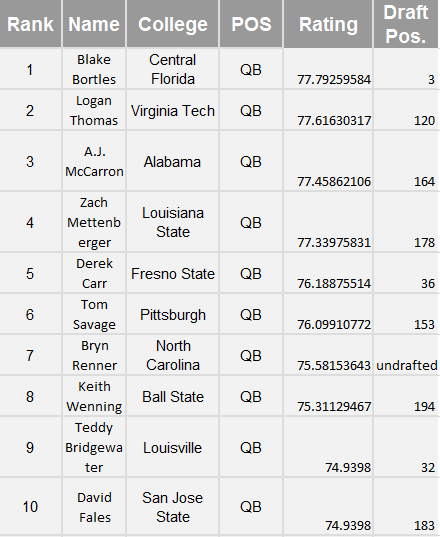 Rank Name College POS Rating Draft Pos.
1 Blake Bortles Central Florida QB 77.79259584 3
2 Logan Thomas Virginia Tech QB 77.61630317 120
3 A.J. McCarron Alabama QB 77.45862106 164
4 Zach Mettenberger Louisiana State QB 77.33975831 178
5 Derek Carr Fresno State QB 76.18875514 36
6 Tom Savage Pittsburgh QB 76.09910772 153
7 Bryn Renner North Carolina QB 75.58153643 undrafted
8 Keith Wenning Ball State QB 75.31129467 194
9 Teddy Bridgewater Louisville QB 74.9398 32
10 David Fales San Jose State QB 74.9398 183